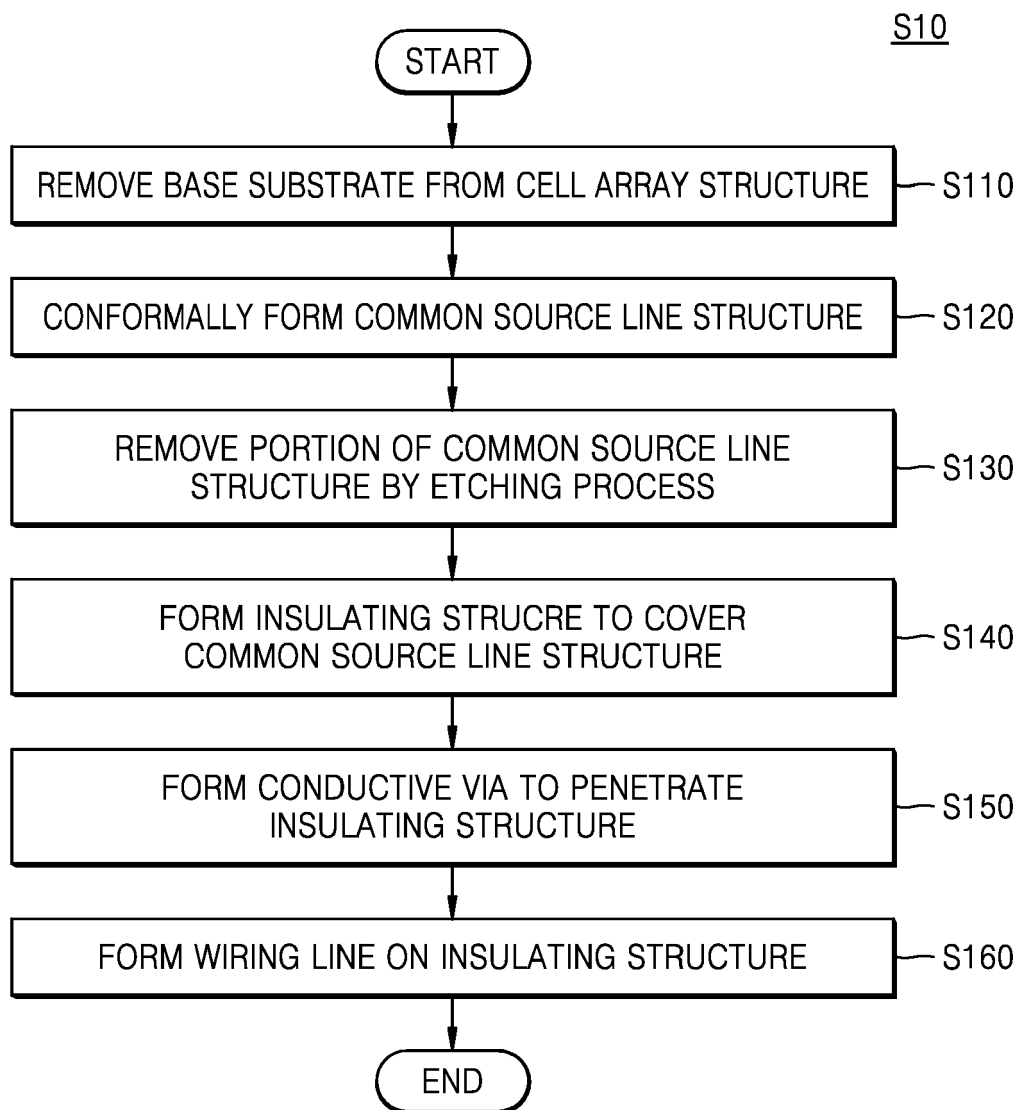 S10
START
REMOVE BASE SUBSTRATE FROM CELL ARRAY STRUCTURE
S110
CONFORMALLY FORM COMMON SOURCE LINE STRUCTURE
S120
REMOVE PORTION OF COMMON SOURCE LINE
STRUCTURE BY ETCHING PROCESS
S130
FORM INSULATING STRUCRE TO COVER
COMMON SOURCE LINE STRUCTURE
S140
FORM CONDUCTIVE VIA TO PENETRATE
INSULATING STRUCTURE
S150
FORM WIRING LINE ON INSULATING STRUCTURE
S160
END